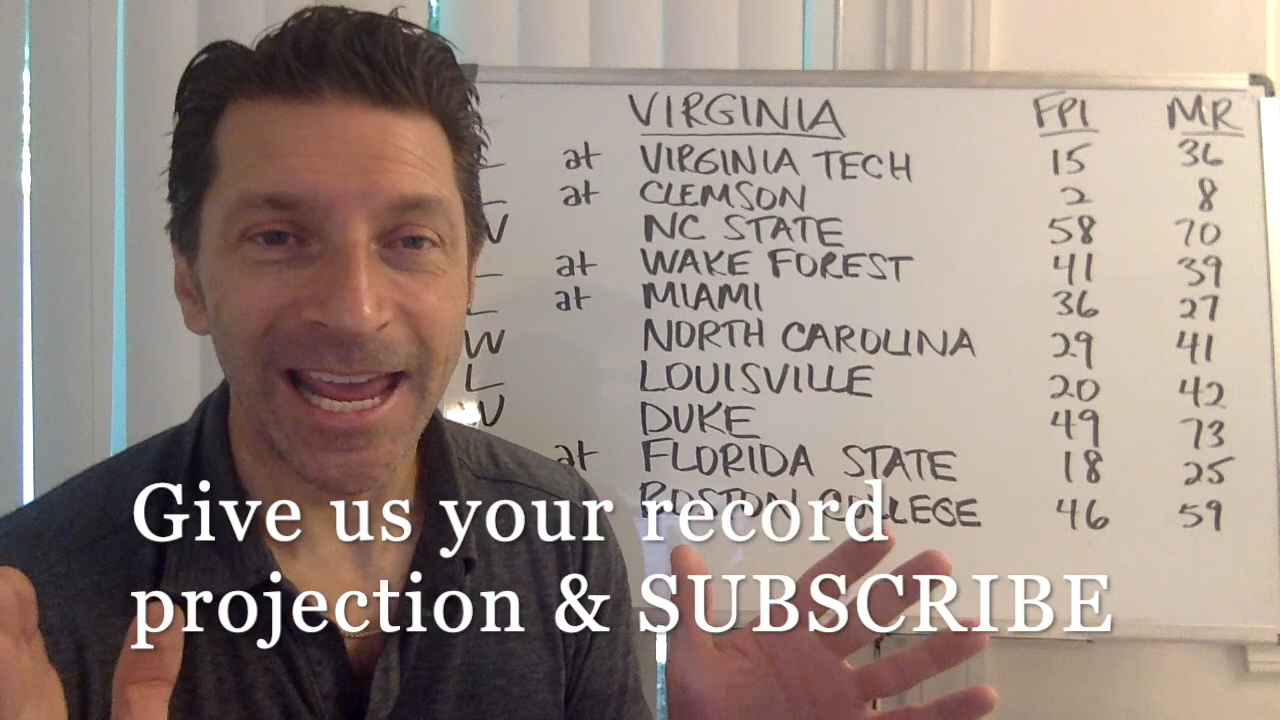 VIRGINIA FPI MR
L at VIRGINIA TECH 15 36
L at CLEMSON 2 8
W NC STATE 58 70
L at WAKE FOREST 41 39
L at MIAMI 36 27
W NORTH CAROLINA 29 41
L LOUISVILLE 20 42
W DUKE 49 73
at FLORIDA STATE 18 25
BOSTON COLLEGE 46 59
Give us your record
projection & SUBSCRIBE